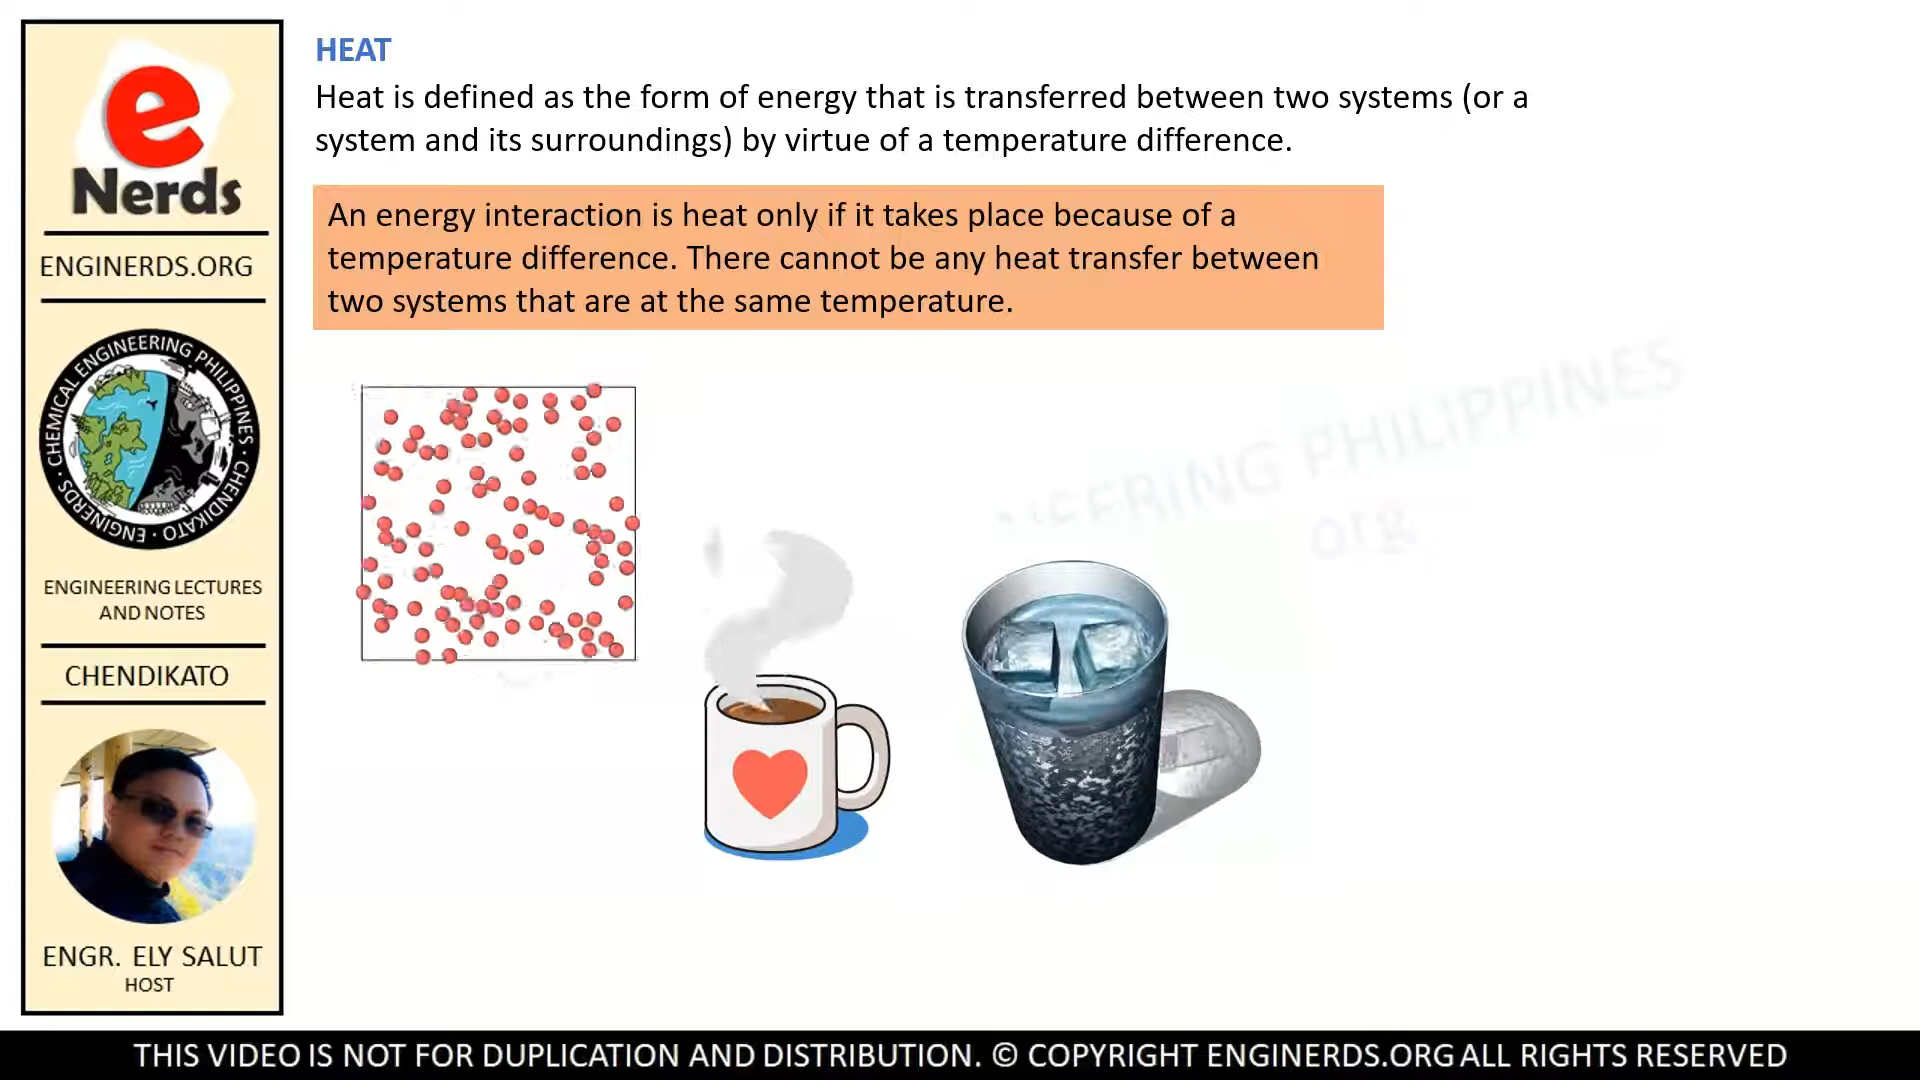 e
Nerds
ENGINERDS.ORG
CHEMICAL ENGINEERING PHILIPPINES · CHENDIKATO · ENGINERDS ·
ENGINEERING LECTURES
AND NOTES
CHENDIKATO
ENGR. ELY SALUT
HOST
HEAT
Heat is defined as the form of energy that is transferred between two systems (or a
system and its surroundings) by virtue of a temperature difference.
An energy interaction is heat only if it takes place because of a
temperature difference. There cannot be any heat transfer between
two systems that are at the same temperature.
PHILIPPINES
org
THIS VIDEO IS NOT FOR DUPLICATION AND DISTRIBUTION. © COPYRIGHT ENGINERDS.ORG ALL RIGHTS RESERVED